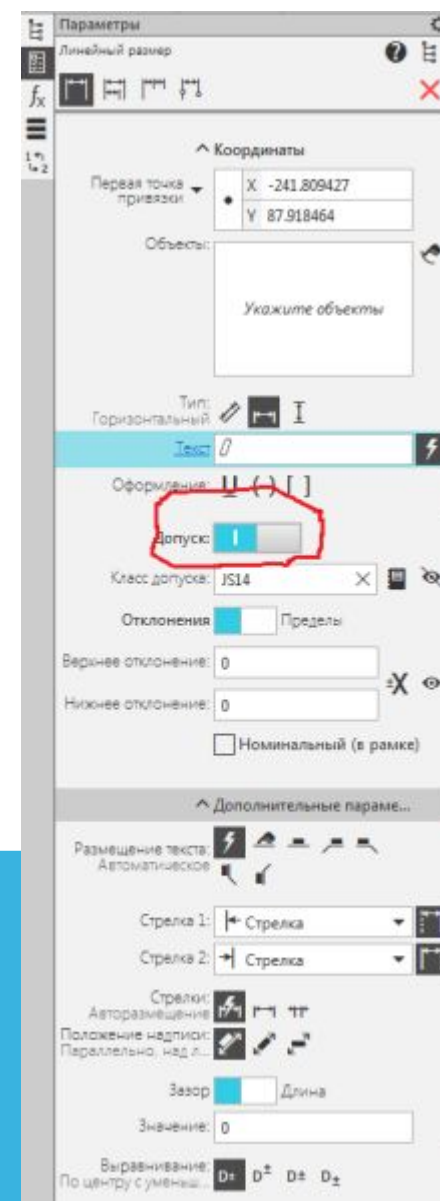 Параметры
Линейный размер
Координаты
Первая точка привязки
X -241.809427
Y 87.918464
Объекты:
Укажите объекты
Тип:
Горизонтальный
Текст
Оформление: U (-) [ ]
Допуск: I
Класс допуска: JS14
Отклонения Пределы
Верхнее отклонение: 0
±X
Нижнее отклонение: 0
Номинальный (в рамке)
Дополнительные параме...
Размещение текста:
Автоматическое
Стрелка 1: Стрелка
Стрелка 2: Стрелка
Стрелки:
Авторазмещение
Положение надписи:
Параллельно, над л...
Зазор Длина
Значение: 0
Выравнивание:
По центру с уменьш...
D± D± D± D±